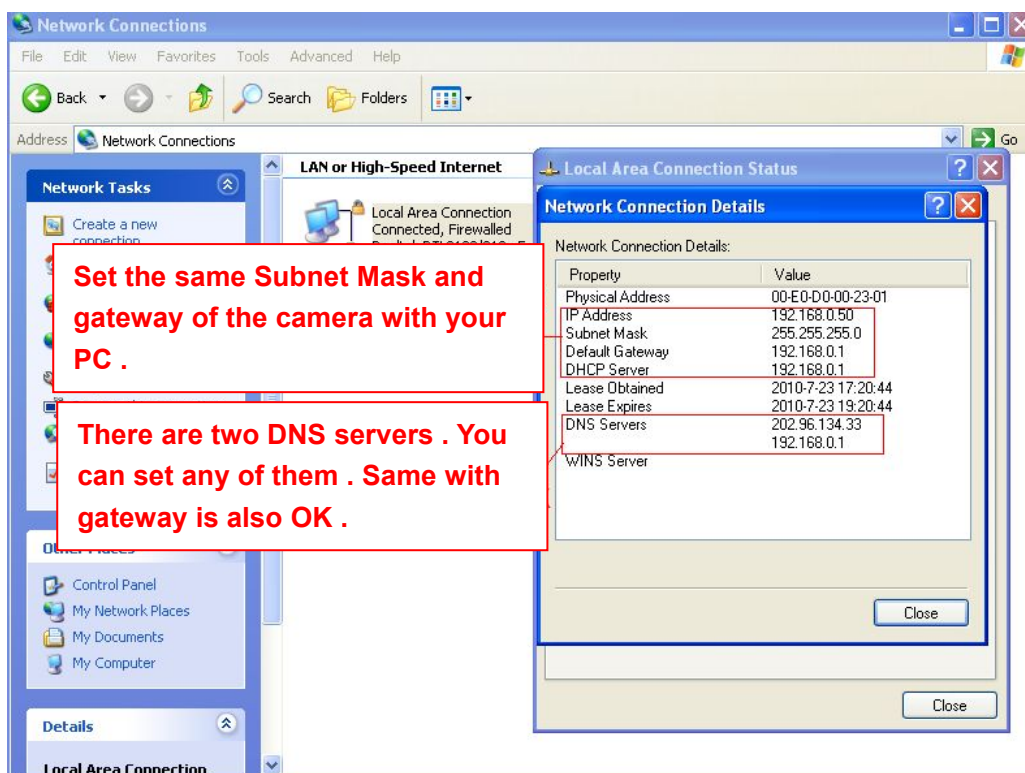 Network Connections
File Edit View Favorites Tools Advanced Help
Back Search Folders
Address Network Connections Go
Network Tasks
Create a new
connection
LAN or High-Speed Internet
Local Area Connection
Connected, Firewalled
Set the same Subnet Mask and
gateway of the camera with your
PC .
There are two DNS servers . You
can set any of them . Same with
gateway is also OK .
Other Places
Control Panel
My Network Places
My Documents
My Computer
Details
Local Area Connection
Local Area Connection Status
Network Connection Details
Network Connection Details:
Property Value
Physical Address 00-E0-D0-00-23-01
IP Address 192.168.0.50
Subnet Mask 255.255.255.0
Default Gateway 192.168.0.1
DHCP Server 192.168.0.1
Lease Obtained 2010-7-23 17:20:44
Lease Expires 2010-7-23 19:20:44
DNS Servers 202.96.134.33
192.168.0.1
WINS Server
Close
Close